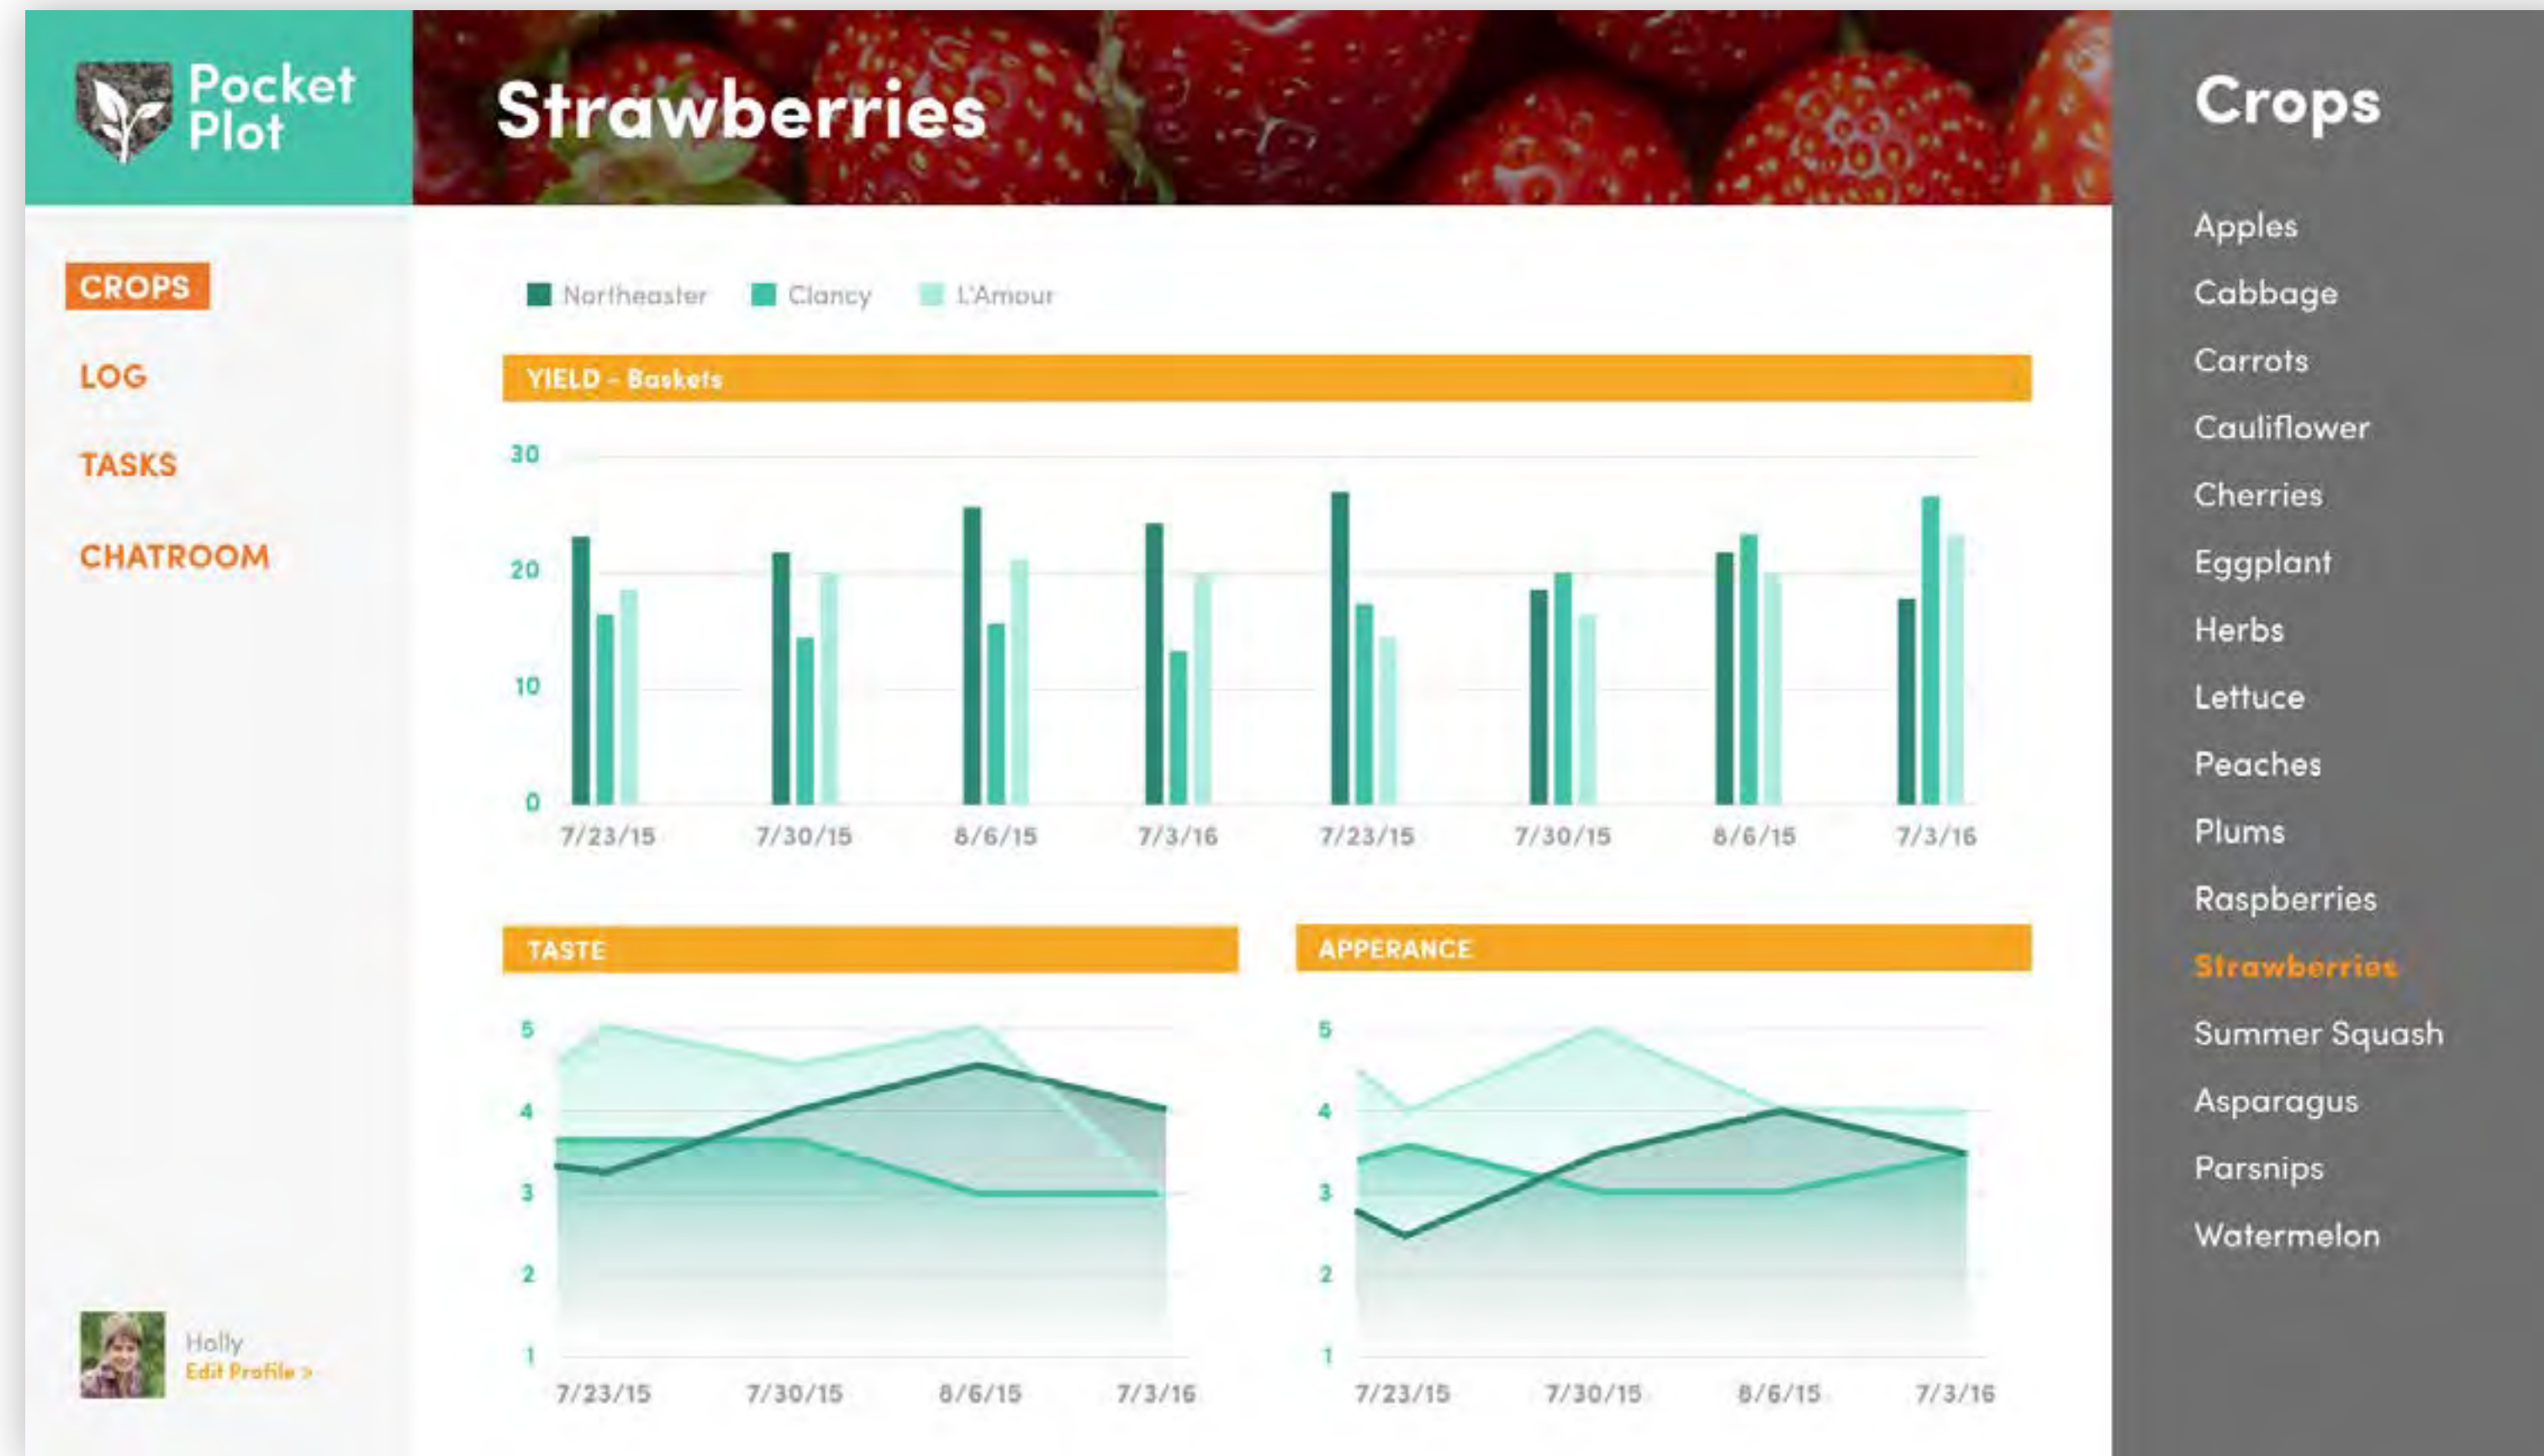 Pocket
Plot
Strawberries
Crops
CROPS
LOG
TASKS
CHATROOM
Holly
Edit Profile >
Northeaster
Clancy
L'Amour
YIELD - Baskets
30
20
10
0
7/23/15 7/30/15 8/6/15 7/3/16 7/23/15 7/30/15 8/6/15 7/3/16
TASTE
5
4
3
2
1
7/23/15 7/30/15 8/6/15 7/3/16
APPERANCE
5
4
3
2
1
7/23/15 7/30/15 8/6/15 7/3/16
Apples
Cabbage
Carrots
Cauliflower
Cherries
Eggplant
Herbs
Lettuce
Peaches
Plums
Raspberries
Strawberries
Summer Squash
Asparagus
Parsnips
Watermelon